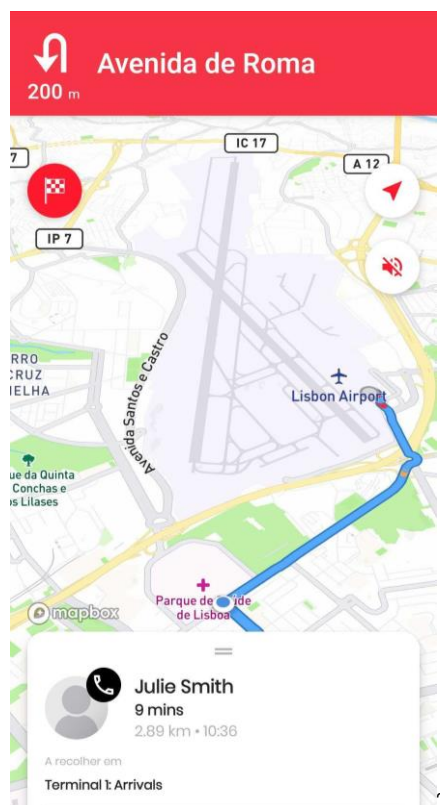 Avenida de Roma
200 m
IC 17
7
A 12
IP 7
RRO
CRUZ
ELHA
Avenida Santos e Castro
Lisbon Airport
ue da Quinta
Conchas e
os Lilases
Parque de
de Lisboa
mapbox
Julie Smith
9 mins
2.89 km • 10:36
A recolher em
Terminal 1: Arrivals